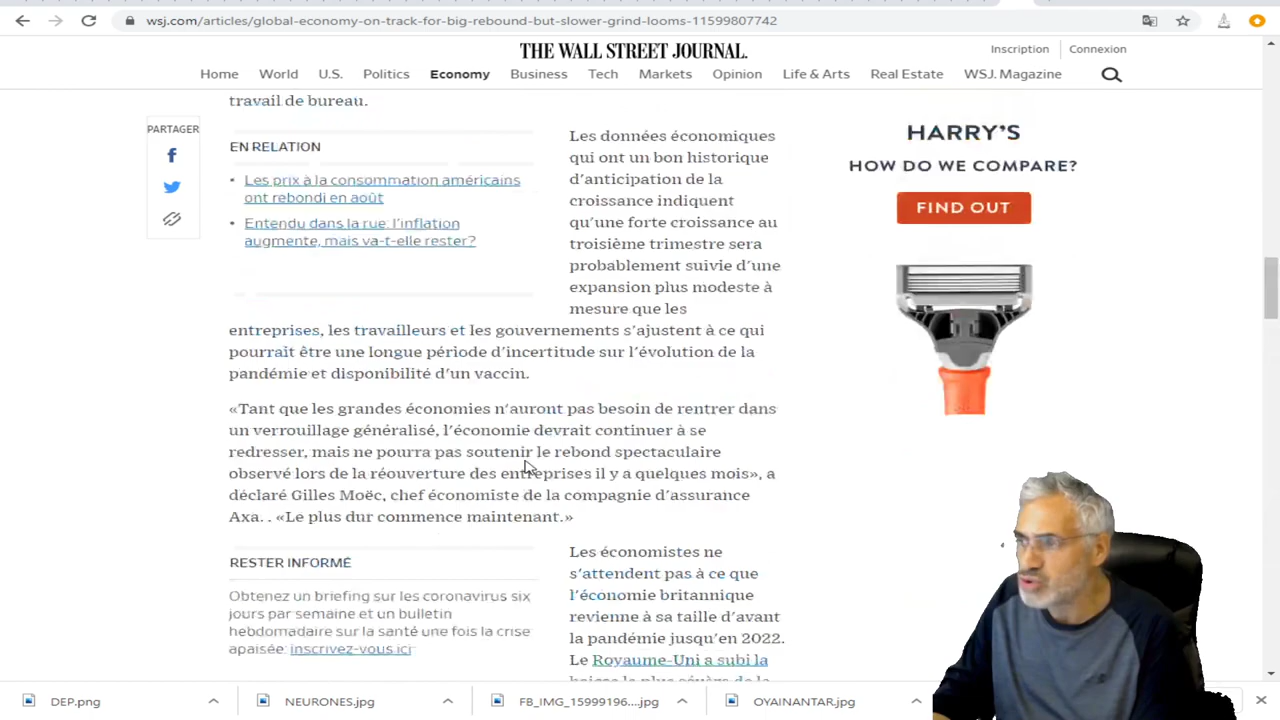 wsj.com/articles/global-economy-on-track-for-big-rebound-but-slower-grind-looms-11599807742
THE WALL STREET JOURNAL.
Inscription | Connexion
Home World U.S. Politics Economy Business Tech Markets Opinion Life & Arts Real Estate WSJ. Magazine
travail de bureau.
PARTAGER
EN RELATION
• Les prix à la consommation américains
ont rebondi en août
• Entendu dans la rue: l'inflation
augmente, mais va-t-elle rester?
Les données économiques
qui ont un bon historique
d'anticipation de la
croissance indiquent
qu'une forte croissance au
troisième trimestre sera
probablement suivie d'une
expansion plus modeste à
mesure que les
entreprises, les travailleurs et les gouvernements s'ajustent à ce qui
pourrait être une longue période d'incertitude sur l'évolution de la
pandémie et disponibilité d'un vaccin.
«Tant que les grandes économies n'auront pas besoin de rentrer dans
un verrouillage généralisé, l'économie devrait continuer à se
redresser, mais ne pourra pas soutenir le rebond spectaculaire
observé lors de la réouverture des entreprises il y a quelques mois», a
déclaré Gilles Moëc, chef économiste de la compagnie d'assurance
Axa. . «Le plus dur commence maintenant.»
RESTER INFORMÉ
Obtenez un briefing sur les coronavirus six
jours par semaine et un bulletin
hebdomadaire sur la santé une fois la crise
apaisée: inscrivez-vous ici
Les économistes ne
s'attendent pas à ce que
l'économie britannique
revienne à sa taille d'avant
la pandémie jusqu'en 2022.
Le Royaume-Uni a subi la
baisse la plus sévère de la
HARRY'S
HOW DO WE COMPARE?
FIND OUT
DEP.png
NEURONES.jpg
FB_IMG_15999196....jpg
OYAINANTAR.jpg